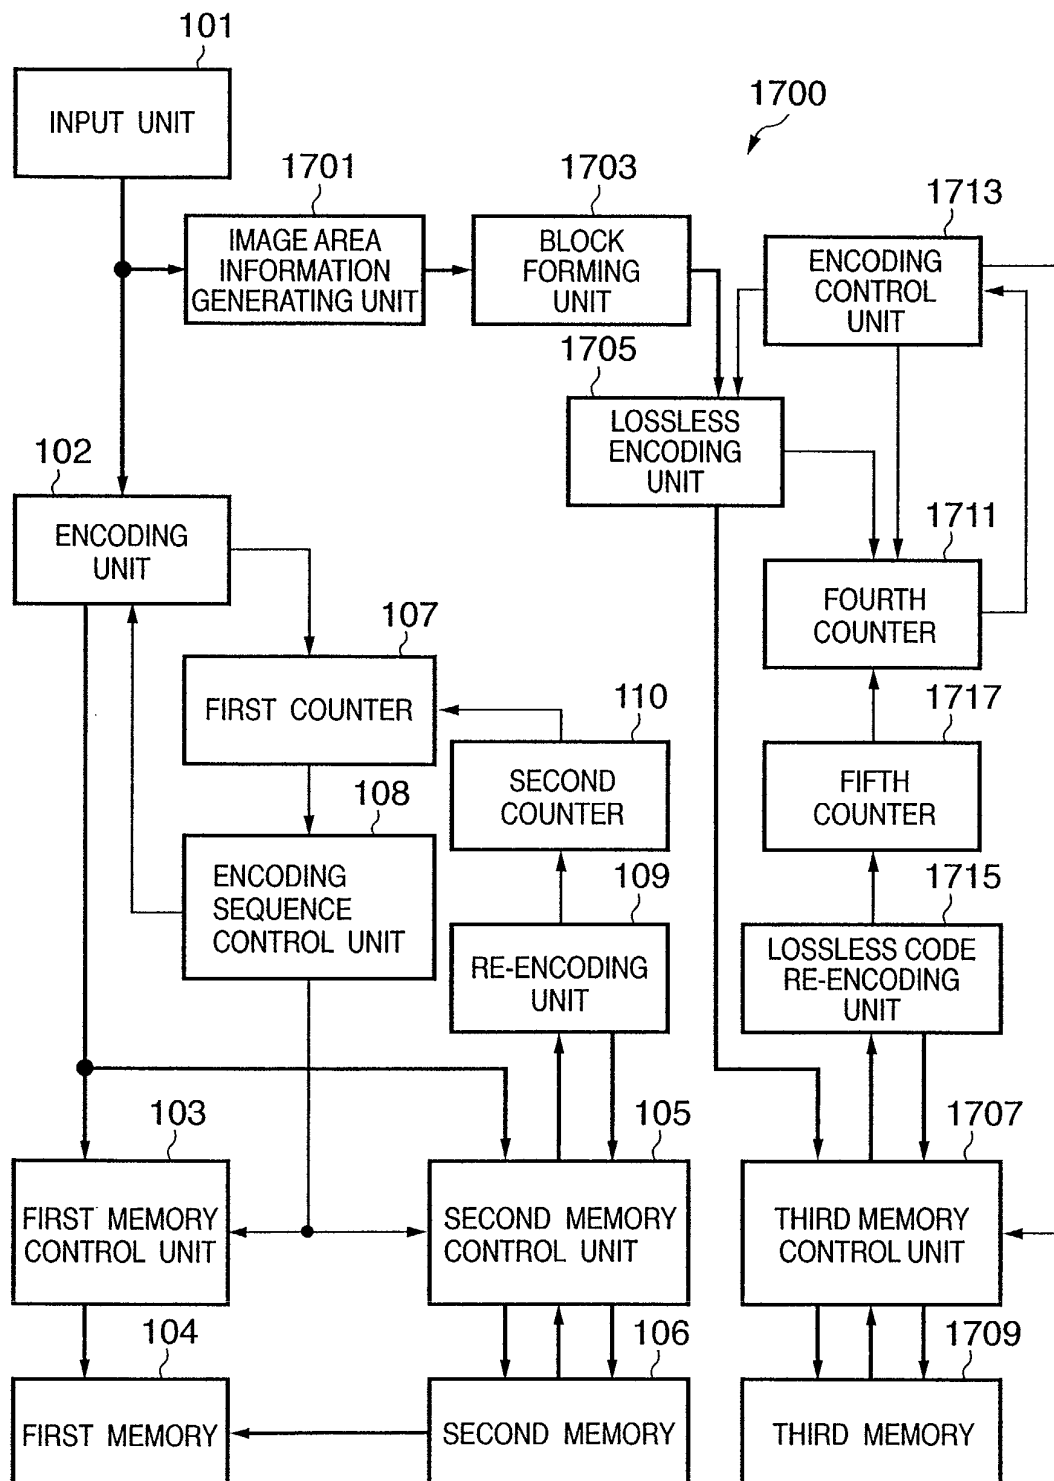 101
INPUT UNIT
1700
1701
IMAGE AREA
INFORMATION
GENERATING UNIT
1703
BLOCK
FORMING
UNIT
1713
ENCODING
CONTROL
UNIT
1705
LOSSLESS
ENCODING
UNIT
102
ENCODING
UNIT
1711
FOURTH
COUNTER
107
FIRST COUNTER
110
SECOND
COUNTER
1717
FIFTH
COUNTER
108
ENCODING
SEQUENCE
CONTROL UNIT
109
RE-ENCODING
UNIT
1715
LOSSLESS CODE
RE-ENCODING
UNIT
103
FIRST MEMORY
CONTROL UNIT
105
SECOND MEMORY
CONTROL UNIT
1707
THIRD MEMORY
CONTROL UNIT
104
FIRST MEMORY
106
SECOND MEMORY
1709
THIRD MEMORY